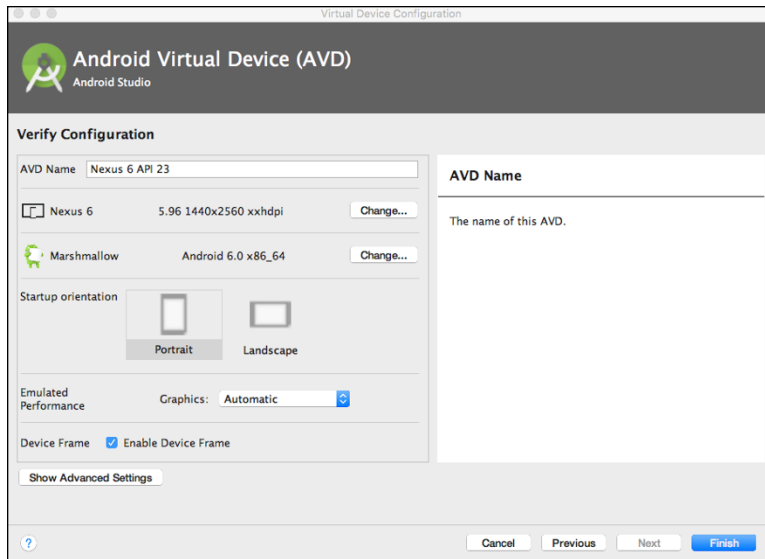 Virtual Device Configuration
Android Virtual Device (AVD)
Android Studio
Verify Configuration
AVD Name Nexus 6 API 23
Nexus 6 5.96 1440x2560 xxhdpi Change...
Marshmallow Android 6.0 x86_64 Change...
Startup orientation
Portrait Landscape
Emulated
Performance Graphics: Automatic
Device Frame Enable Device Frame
Show Advanced Settings
AVD Name
The name of this AVD.
? Cancel Previous Next Finish